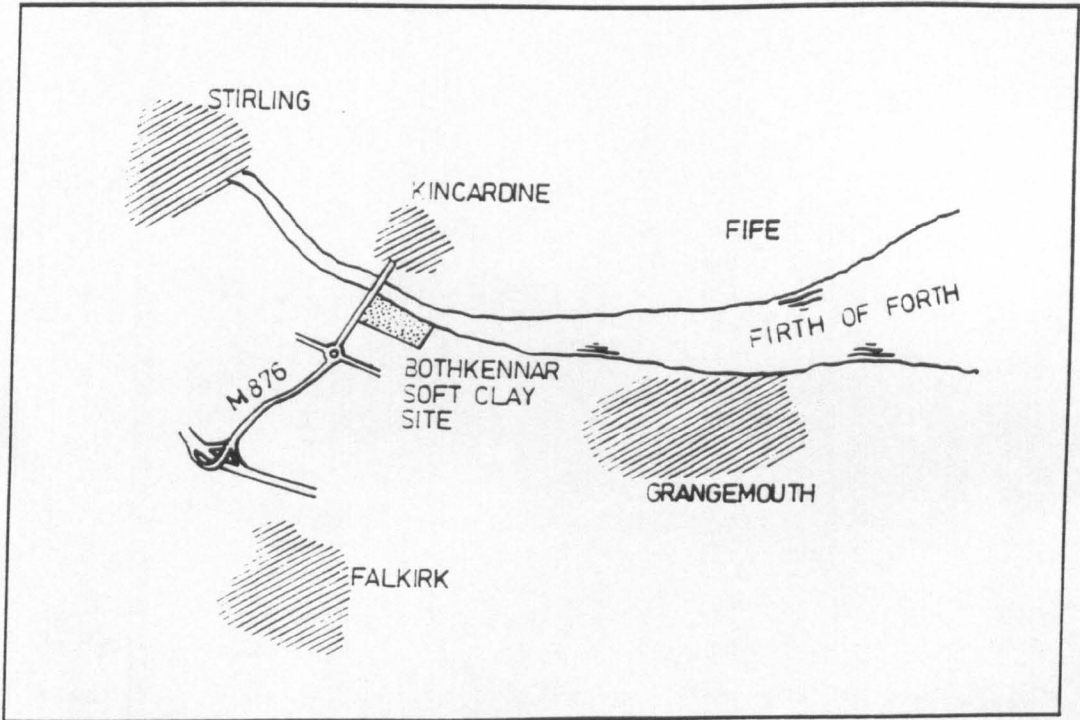 STIRLING
KINCARDINE
FIFE
FIRTH OF FORTH
M876
BOTHKENNAR
SOFT CLAY
SITE
GRANGEMOUTH
FALKIRK